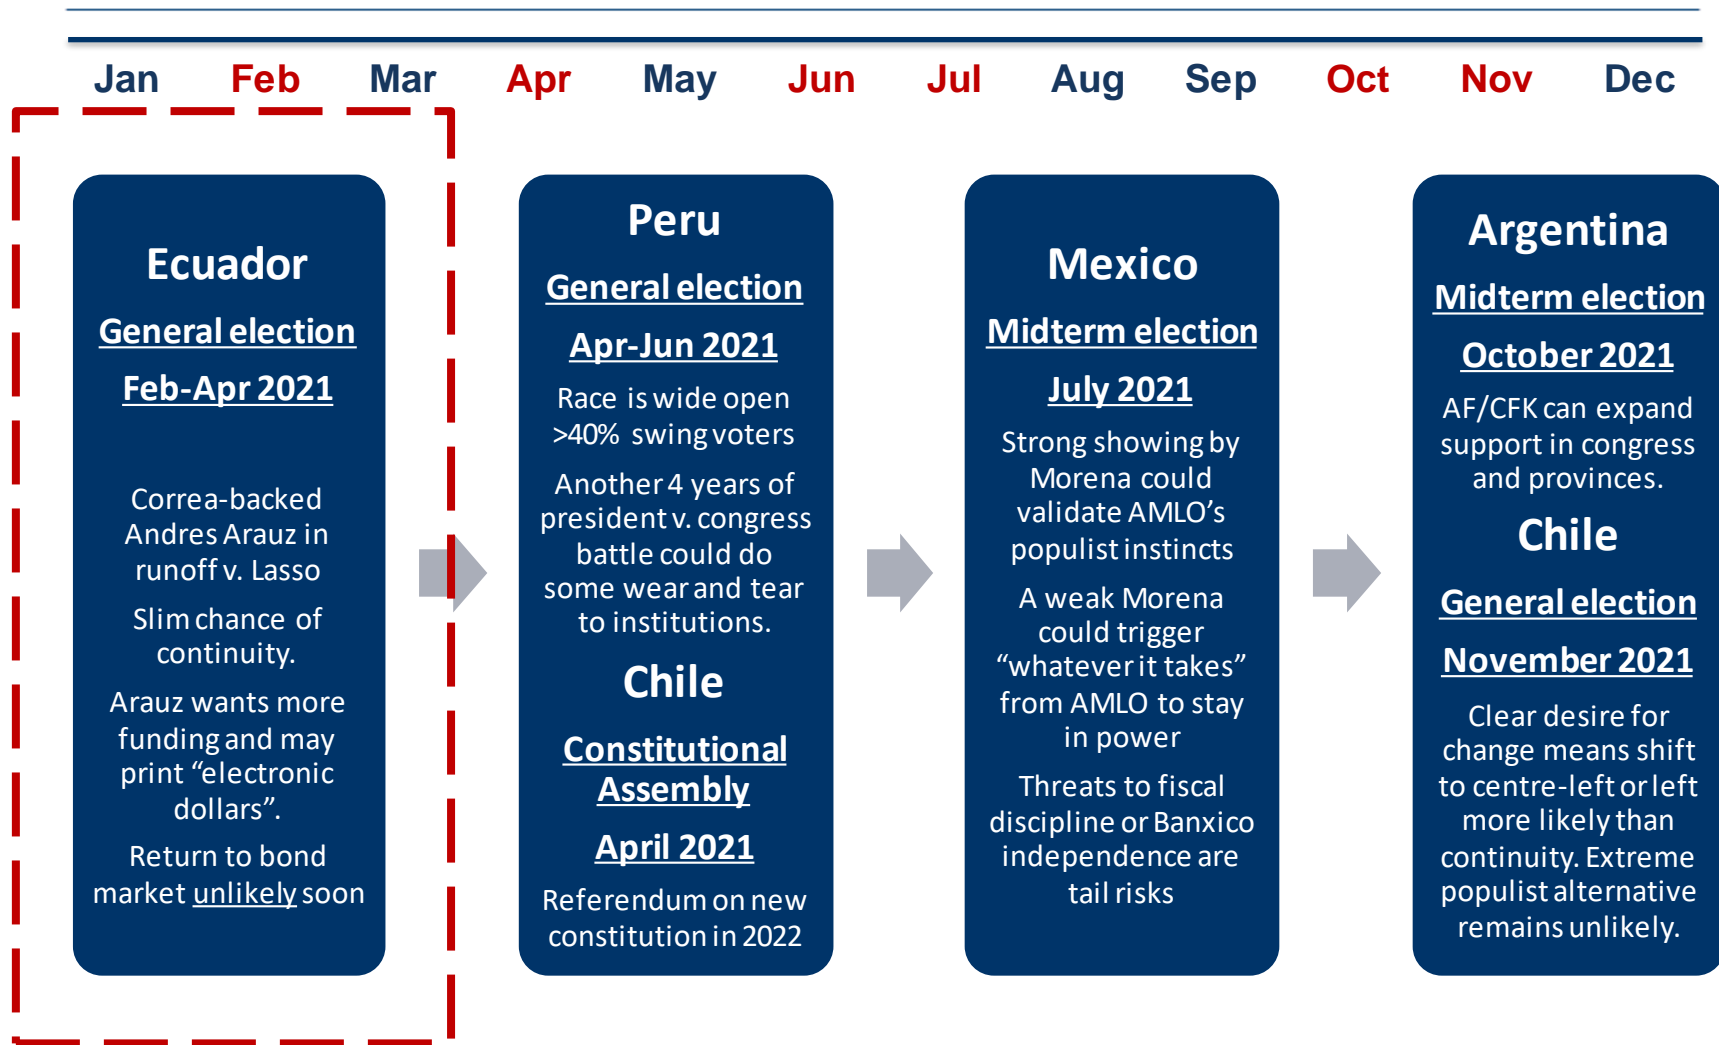 Jan Feb Mar Apr May Jun Jul Aug Sep Oct Nov Dec
Ecuador
General election
Feb-Apr 2021
Correa-backed
Andres Arauz in
runoff v. Lasso
Slim chance of
continuity.
Arauz wants more
funding and may
print “electronic
dollars”.
Return to bond
market unlikely soon
Peru
General election
Apr-Jun 2021
Race is wide open
>40% swing voters
Another 4 years of
president v. congress
battle could do
some wear and tear
to institutions.
Chile
Constitutional
Assembly
April 2021
Referendum on new
constitution in 2022
Mexico
Midterm election
July 2021
Strong showing by
Morena could
validate AMLO’s
populist instincts
A weak Morena
could trigger
“whatever it takes”
from AMLO to stay
in power
Threats to fiscal
discipline or Banxico
independence are
tail risks
Argentina
Midterm election
October 2021
AF/CFK can expand
support in congress
and provinces.
Chile
General election
November 2021
Clear desire for
change means shift
to centre-left or left
more likely than
continuity. Extreme
populist alternative
remains unlikely.